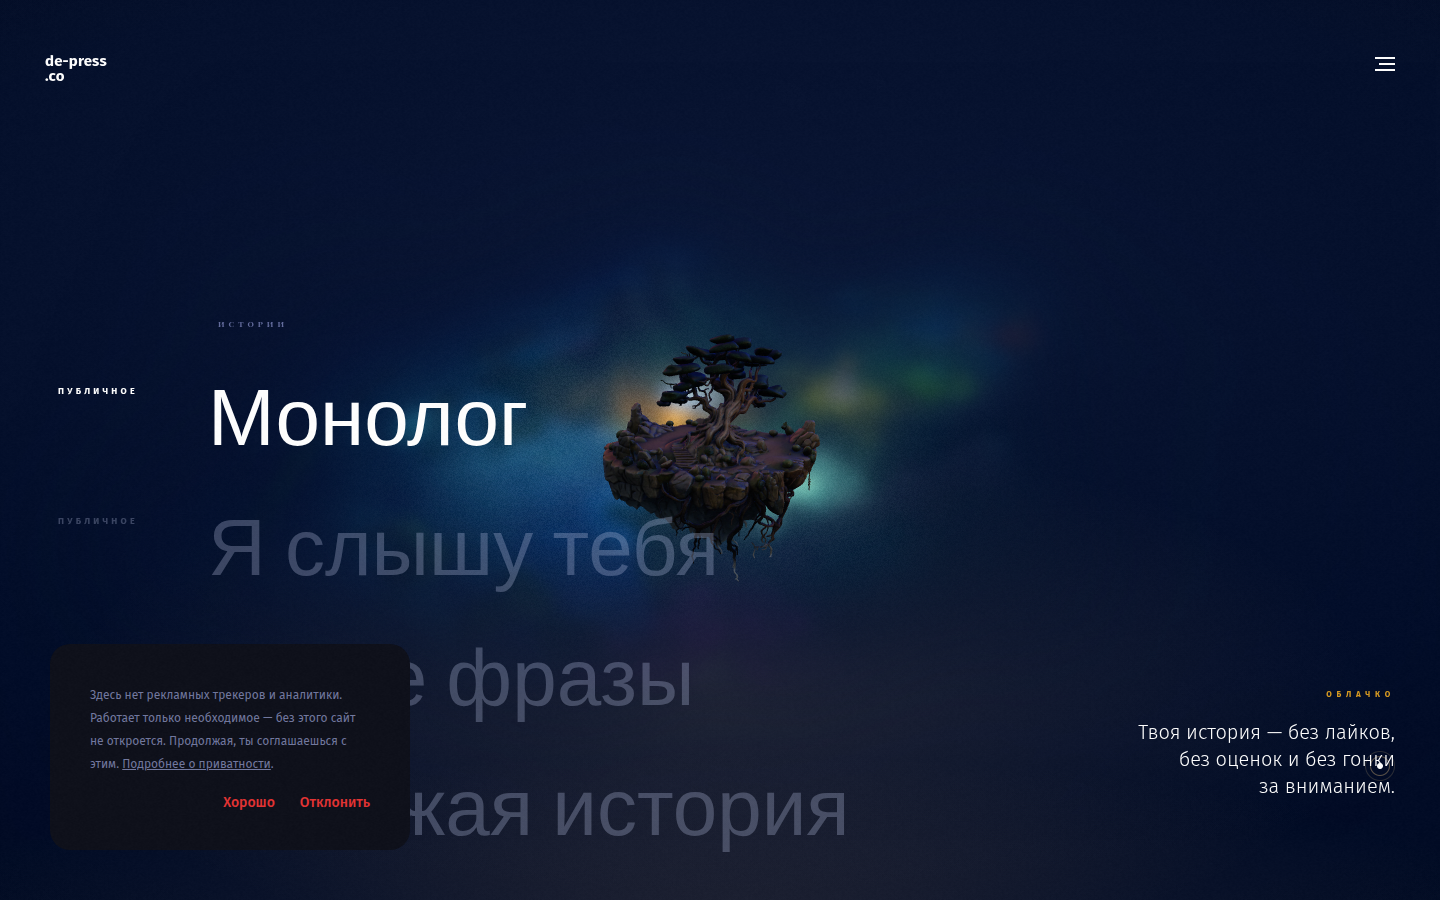 de-press
.co
ИСТОРИИ
ПУБЛИЧНОЕ
Монолог
ПУБЛИЧНОЕ
Я слышу тебя
фразы
история
Здесь нет рекламных трекеров и аналитики.
Работает только необходимое — без этого сайт
не откроется. Продолжая, ты соглашаешься с
этим. Подробнее о приватности.
Хорошо Отклонить
ОБЛАЧКО
Твоя история — без лайков,
без оценок и без гонки
за вниманием.